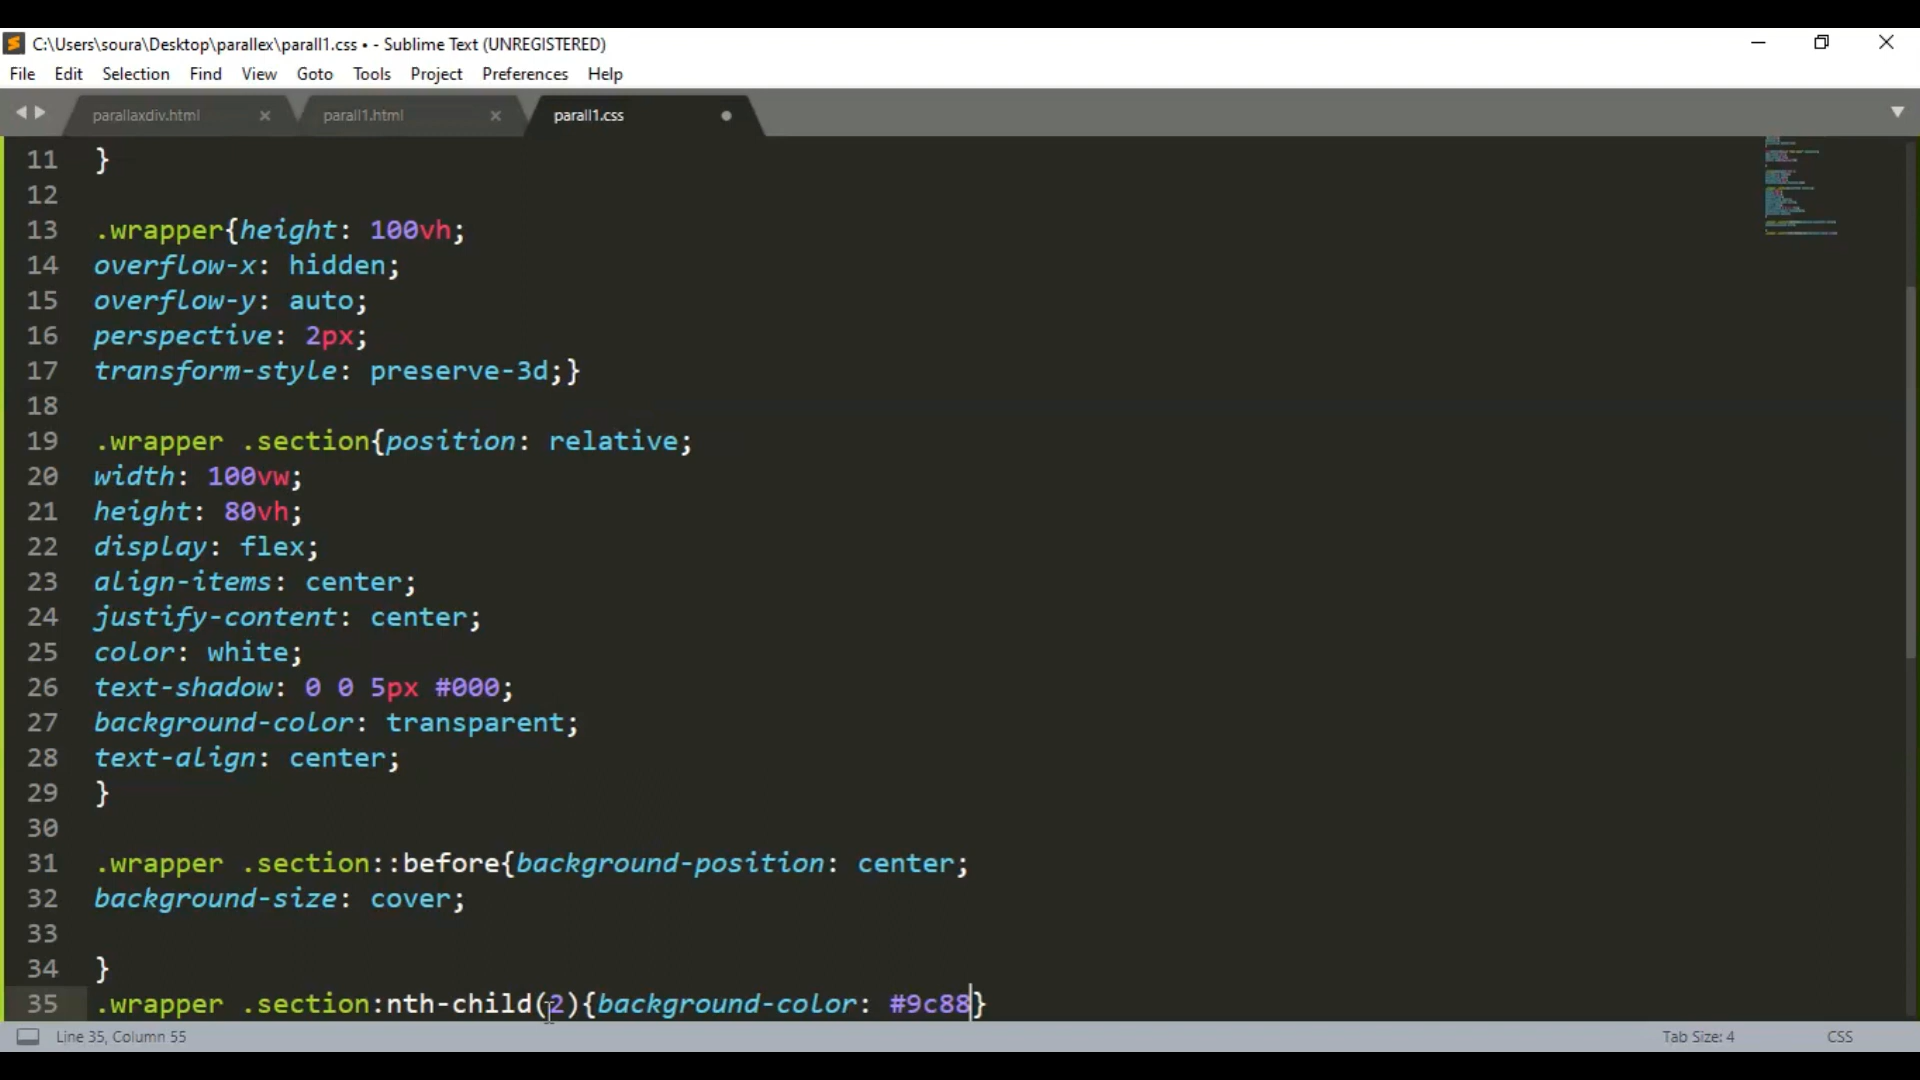 C:\Users\soura\Desktop\parallex\parall1.css • - Sublime Text (UNREGISTERED)
File Edit Selection Find View Goto Tools Project Preferences Help
parallaxdiv.html parall1.html parall1.css
11 }
12
13 .wrapper{height: 100vh;
14 overflow-x: hidden;
15 overflow-y: auto;
16 perspective: 2px;
17 transform-style: preserve-3d;}
18
19 .wrapper .section{position: relative;
20 width: 100vw;
21 height: 80vh;
22 display: flex;
23 align-items: center;
24 justify-content: center;
25 color: white;
26 text-shadow: 0 0 5px #000;
27 background-color: transparent;
28 text-align: center;
29 }
30
31 .wrapper .section::before{background-position: center;
32 background-size: cover;
33
34 }
35 .wrapper .section:nth-child(2){background-color: #9c88}
Line 35, Column 55 Tab Size: 4 CSS